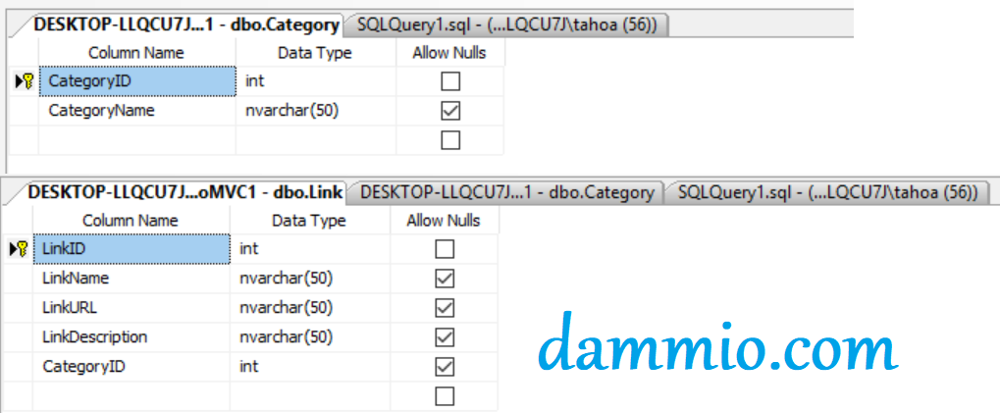 DESKTOP-LLQCU7J...1 - dbo.Category SQLQuery1.sql - (...LQCU7J\tahoa (56))
Column Name Data Type Allow Nulls
CategoryID int
CategoryName nvarchar(50)
DESKTOP-LLQCU7J...oMVC1 - dbo.Link DESKTOP-LLQCU7J...1 - dbo.Category SQLQuery1.sql - (...LQCU7J\tahoa (56))
Column Name Data Type Allow Nulls
LinkID int
LinkName nvarchar(50)
LinkURL nvarchar(50)
LinkDescription nvarchar(50)
CategoryID int
dammio.com